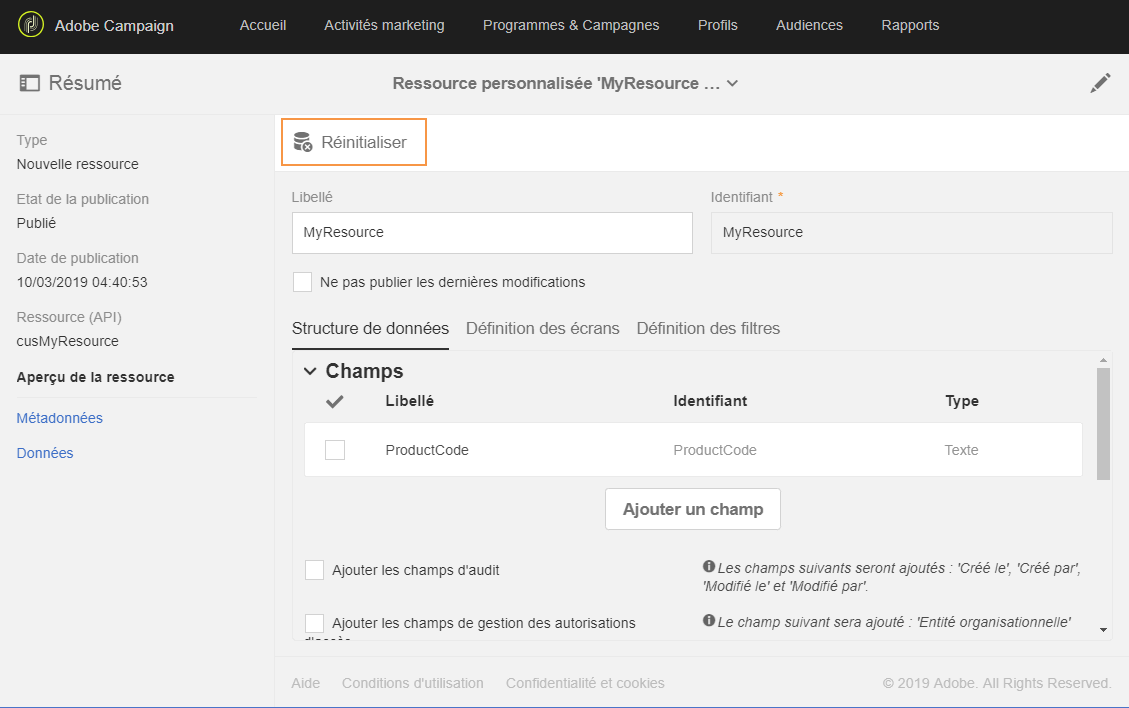 Adobe Campaign
Accueil
Activités marketing
Programmes & Campagnes
Profils
Audiences
Rapports
Résumé
Ressource personnalisée 'MyResource ...
Type
Nouvelle ressource
Etat de la publication
Publié
Date de publication
10/03/2019 04:40:53
Ressource (API)
cusMyResource
Aperçu de la ressource
Métadonnées
Données
Réinitialiser
Libellé
Identifiant *
MyResource
MyResource
Ne pas publier les dernières modifications
Structure de données
Définition des écrans
Définition des filtres
Champs
Libellé
Identifiant
Type
ProductCode
ProductCode
Texte
Ajouter un champ
Ajouter les champs d'audit
Les champs suivants seront ajoutés : 'Créé le', 'Créé par',
'Modifié le' et 'Modifié par'.
Ajouter les champs de gestion des autorisations
d'accès
Le champ suivant sera ajouté : 'Entité organisationnelle'
Aide
Conditions d'utilisation
Confidentialité et cookies
© 2019 Adobe. All Rights Reserved.